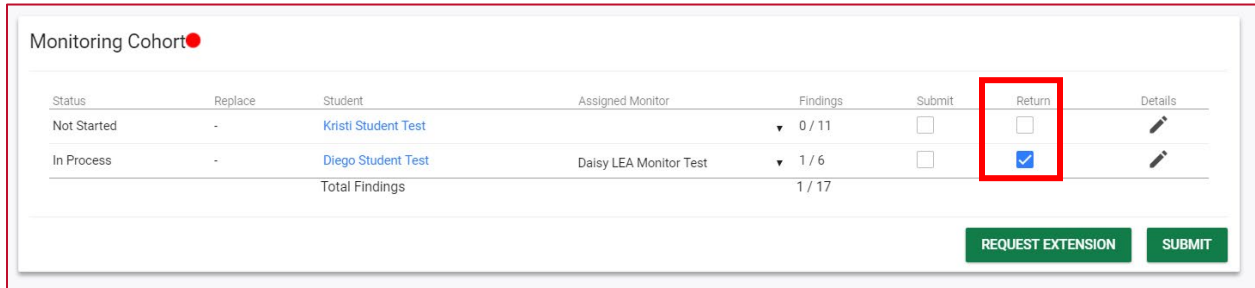 Monitoring Cohort
Status Replace Student Assigned Monitor Findings Submit Return Details
Not Started - Kristi Student Test 0 / 11
In Process - Diego Student Test Daisy LEA Monitor Test 1 / 6
Total Findings 1 / 17
REQUEST EXTENSION SUBMIT